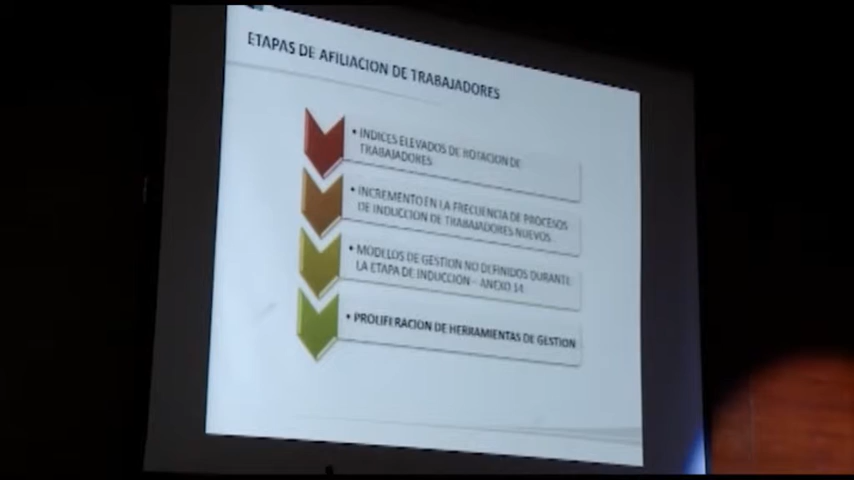 ETAPAS DE AFILIACION DE TRABAJADORES
• INDICES ELEVADOS DE ROTACION DE
TRABAJADORES
• INCREMENTO EN LA FRECUENCIA DE PROCESOS
DE INDUCCION DE TRABAJADORES NUEVOS.
• MODELOS DE GESTION NO DEFINIDOS DURANTE
LA ETAPA DE INDUCCION – ANEXO 14
• PROLIFERACION DE HERRAMIENTAS DE GESTION